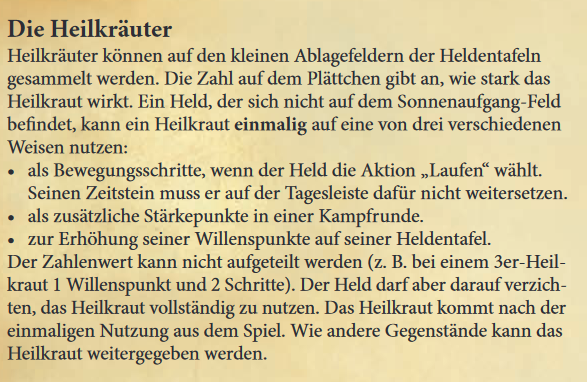 Die Heilkräuter
Heilkräuter können auf den kleinen Ablagefeldern der Heldentafeln
gesammelt werden. Die Zahl auf dem Plättchen gibt an, wie stark das
Heilkraut wirkt. Ein Held, der sich nicht auf dem Sonnenaufgang-Feld
befindet, kann ein Heilkraut einmalig auf eine von drei verschiedenen
Weisen nutzen:
• als Bewegungsschritte, wenn der Held die Aktion „Laufen“ wählt.
Seinen Zeitstein muss er auf der Tagesleiste dafür nicht weitersetzen.
• als zusätzliche Stärkepunkte in einer Kampfrunde.
• zur Erhöhung seiner Willenspunkte auf seiner Heldentafel.
Der Zahlenwert kann nicht aufgeteilt werden (z. B. bei einem 3er-Heil-
kraut 1 Willenspunkt und 2 Schritte). Der Held darf aber darauf verzich-
ten, das Heilkraut vollständig zu nutzen. Das Heilkraut kommt nach der
einmaligen Nutzung aus dem Spiel. Wie andere Gegenstände kann das
Heilkraut weitergegeben werden.